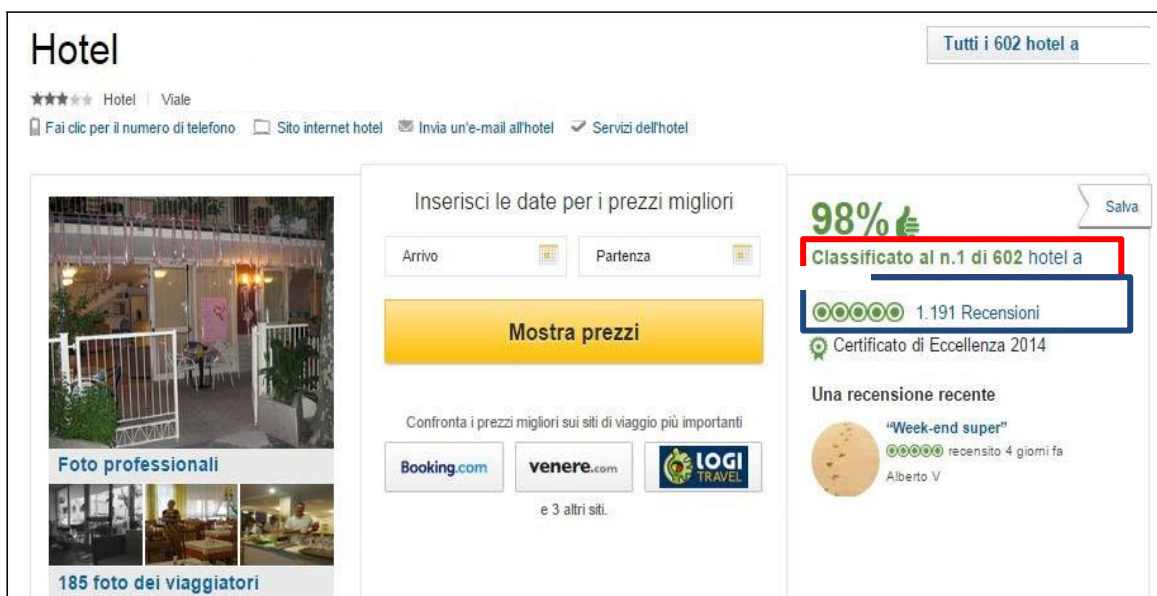 Hotel
Tutti i 602 hotel a
Hotel Viale
Fai clic per il numero di telefono Sito internet hotel Invia un'e-mail all'hotel Servizi dell'hotel
Inserisci le date per i prezzi migliori
Arrivo Partenza
Mostra prezzi
Confronta i prezzi migliori sui siti di viaggio più importanti
Booking.com venere.com LOGI TRAVEL
e 3 altri siti.
98%
Salva
Classificato al n.1 di 602 hotel a
1.191 Recensioni
Certificato di Eccellenza 2014
Una recensione recente
“Week-end super”
recensito 4 giorni fa
Alberto V
Foto professionali
185 foto dei viaggiatori